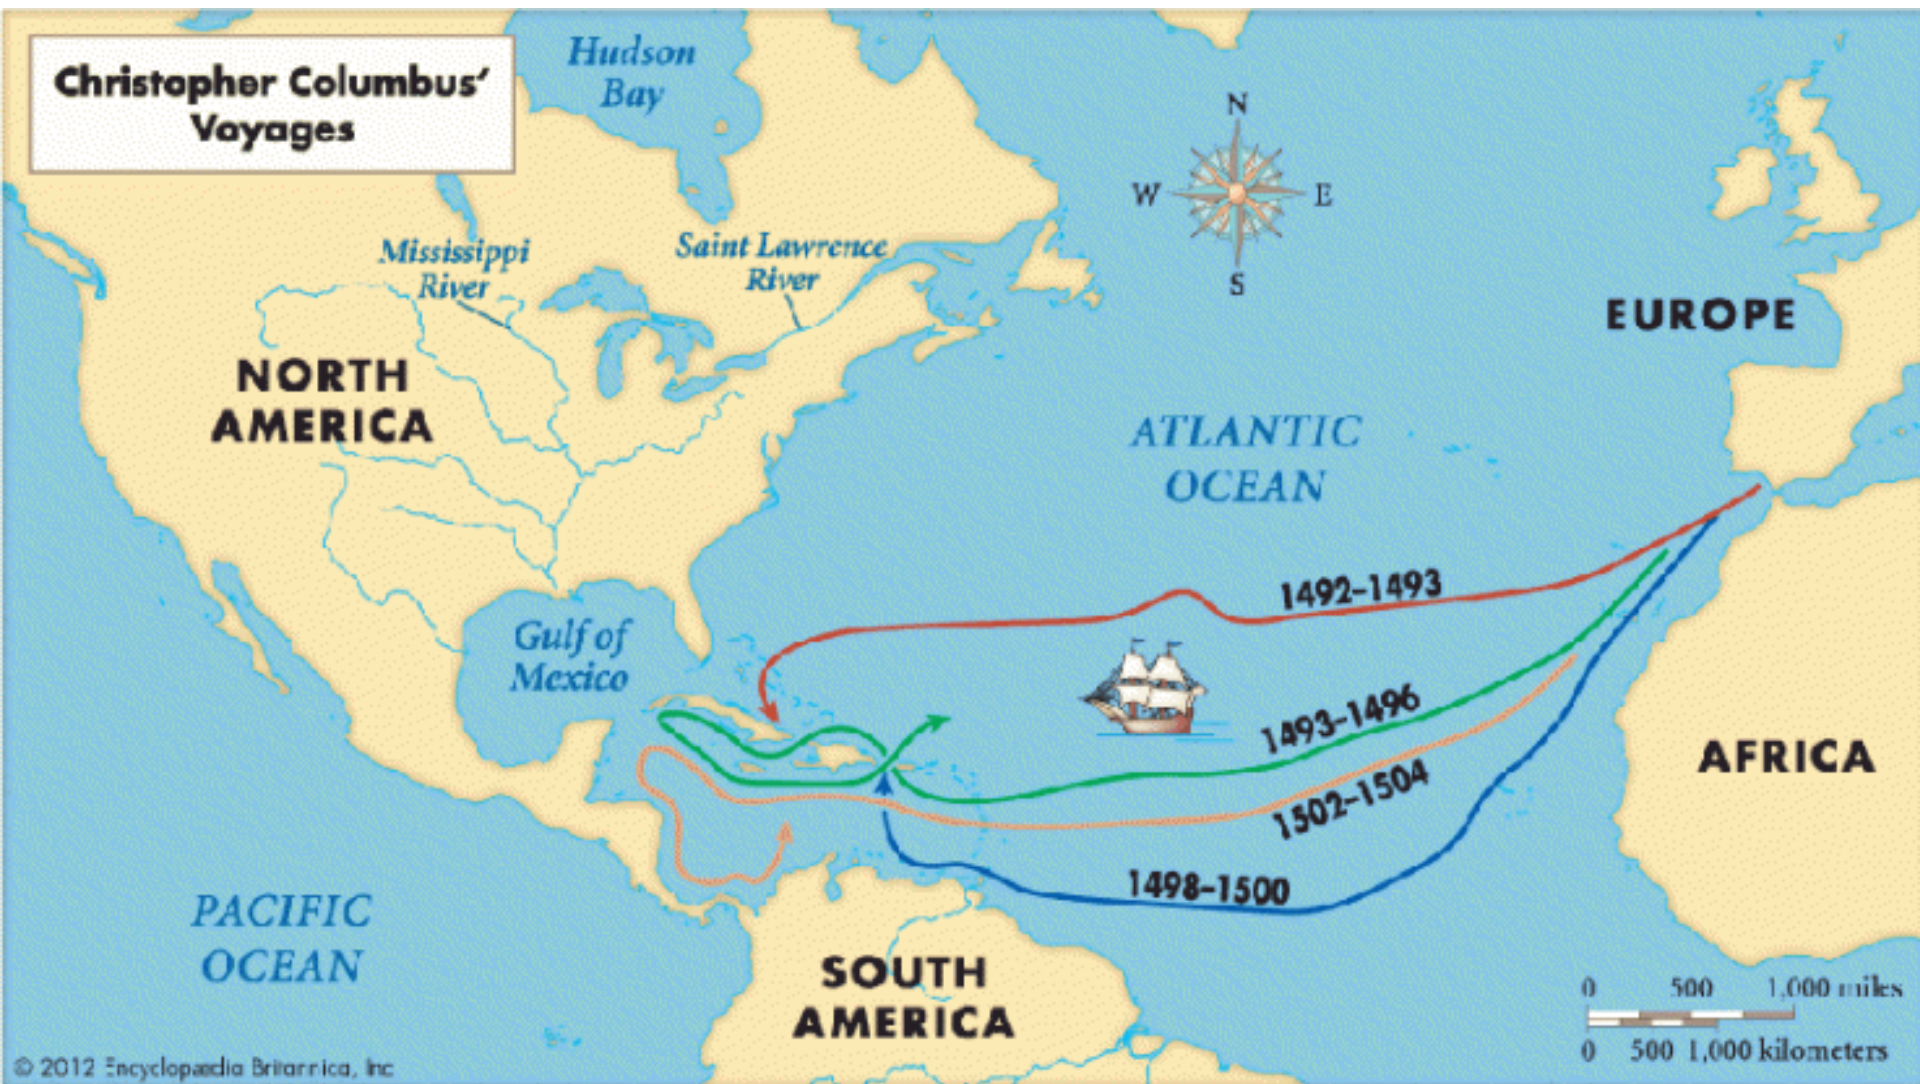 Christopher Columbus'
Voyages
Hudson
Bay
N
W
E
S
Mississippi
River
Saint Lawrence
River
EUROPE
NORTH
AMERICA
ATLANTIC
OCEAN
1492–1493
Gulf of
Mexico
1493–1496
AFRICA
1502–1504
1498–1500
PACIFIC
OCEAN
SOUTH
AMERICA
0 500 1,000 miles
0 500 1,000 kilometers
© 2012 Encyclopædia Britannica, Inc